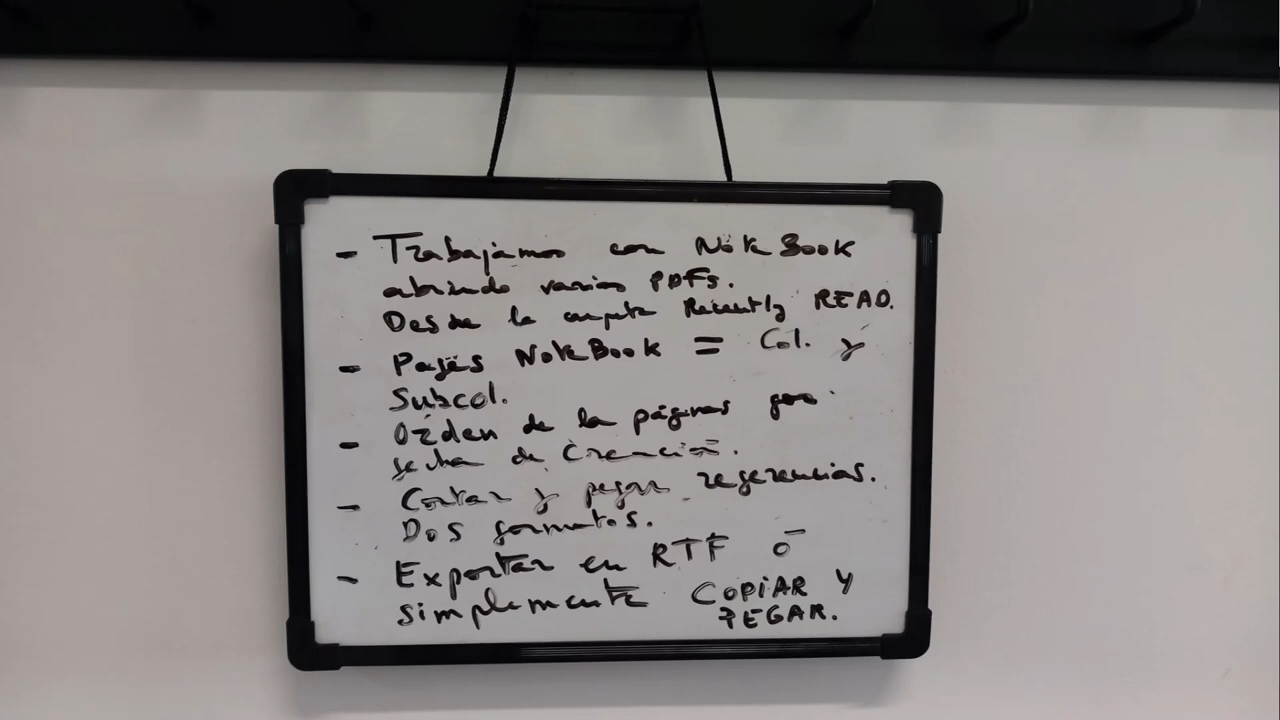 - Trabajamos con NoteBook
abriendo varios PDFs.
Desde la carpeta Recently READ.
- Pages NoteBook = Col. y
Subcol.
- Orden de la páginas por
fecha de Creación.
- Cortar y pegar referencias.
Dos formatos.
- Exportar en RTF ó
simplemente COPIAR Y
PEGAR.